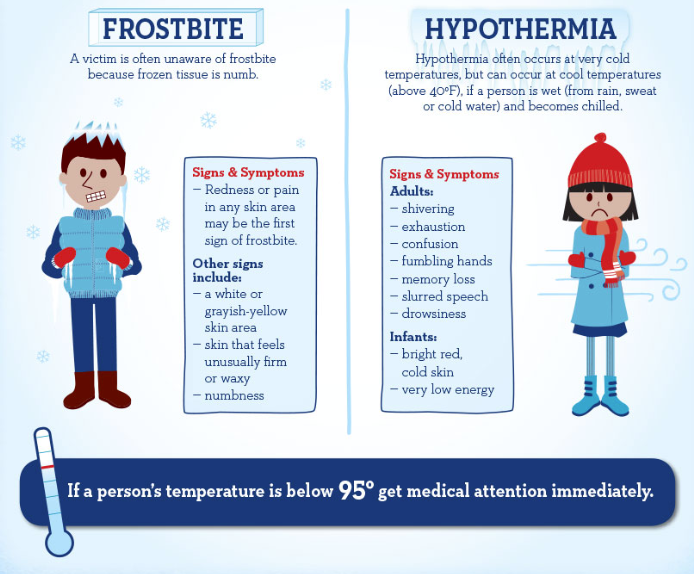 FROSTBITE
A victim is often unaware of frostbite
because frozen tissue is numb.
Signs & Symptoms
– Redness or pain
in any skin area
may be the first
sign of frostbite.
Other signs
include:
– a white or
grayish-yellow
skin area
– skin that feels
unusually firm
or waxy
– numbness
HYPOTHERMIA
Hypothermia often occurs at very cold
temperatures, but can occur at cool temperatures
(above 40ºF), if a person is wet (from rain, sweat
or cold water) and becomes chilled.
Signs & Symptoms
Adults:
– shivering
– exhaustion
– confusion
– fumbling hands
– memory loss
– slurred speech
– drowsiness
Infants:
– bright red,
cold skin
– very low energy
If a person's temperature is below 95º get medical attention immediately.